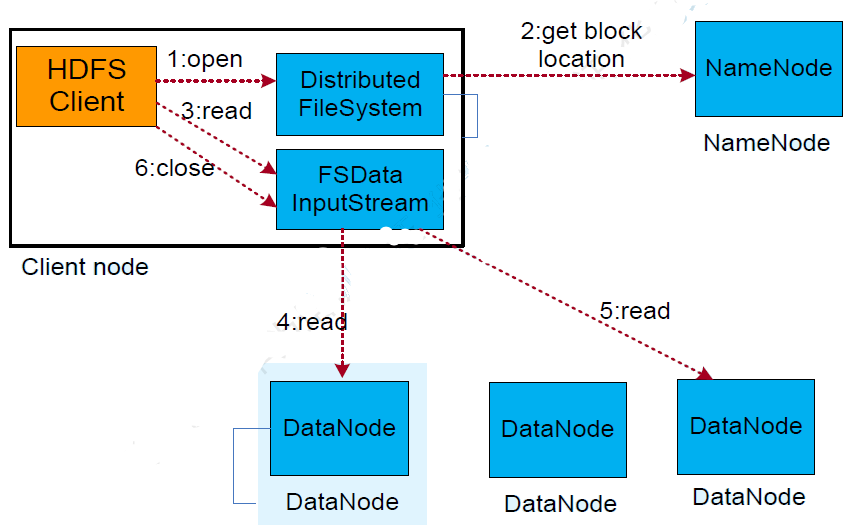 2:get block
location
HDFS
Client
1:open
Distributed
FileSystem
NameNode
3:read
NameNode
6:close
FSData
InputStream
Client node
4:read
5:read
DataNode
DataNode
DataNode
DataNode
DataNode
DataNode